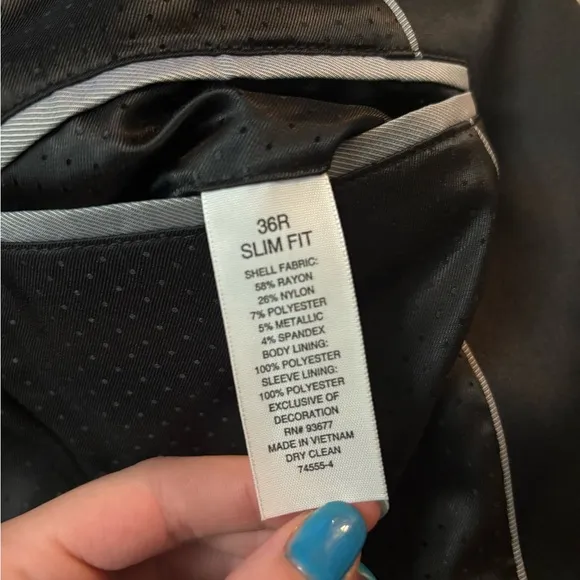 36R
SLIM FIT
SHELL FABRIC:
58% RAYON
26% NYLON
7% POLYESTER
5% METALLIC
4% SPANDEX
BODY LINING:
100% POLYESTER
SLEEVE LINING:
100% POLYESTER
EXCLUSIVE OF
DECORATION
RN# 93677
MADE IN VIETNAM
DRY CLEAN
74555-4